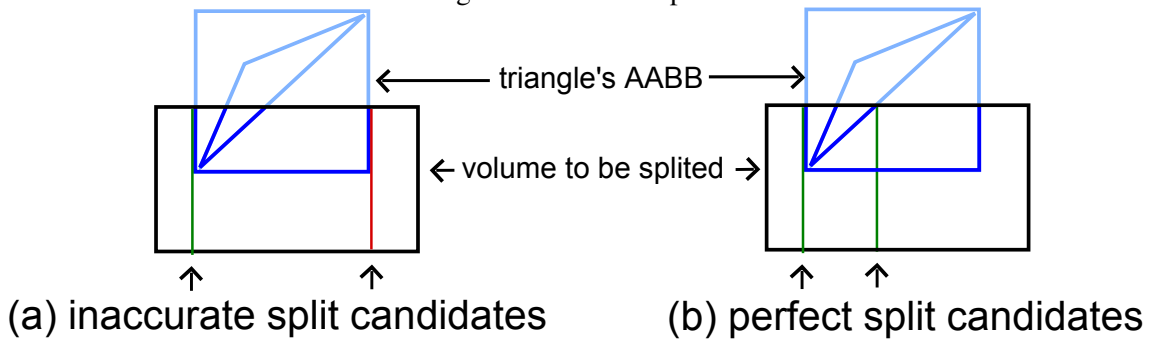 triangle's AABB
volume to be splited
(a) inaccurate split candidates
(b) perfect split candidates